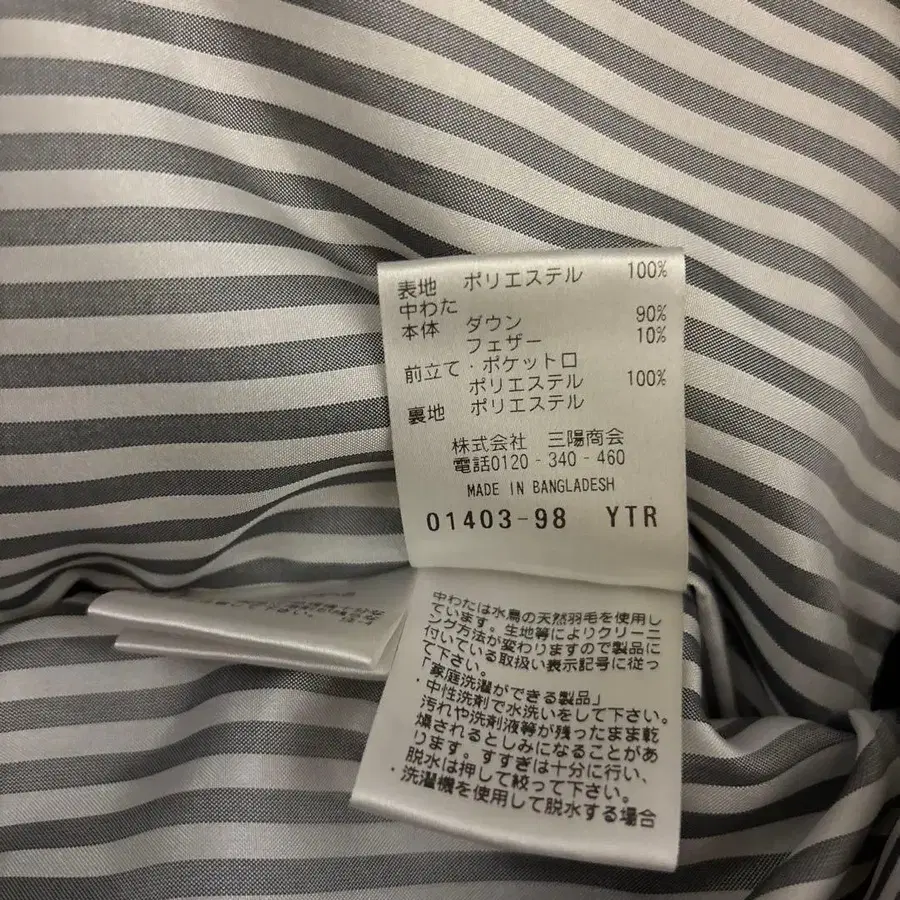 表地 ポリエステル 100%
中わた
本体 ダウン 90%
フェザー 10%
前立て・ポケット口
ポリエステル 100%
裏地 ポリエステル
株式会社 三陽商会
電話0120-340-460
MADE IN BANGLADESH
01403-98 YTR
中わたは水鳥の天然羽毛を使用し
ています。生地等によりクリーニ
ング方法が変わりますので製品に
付いている取扱い表示記号に従っ
て下さい。
「家庭洗濯ができる製品」
・中性洗剤で水洗いをして下さい。
汚れや洗剤液等が残ったまま乾
燥されるとしみになることがあ
ります。すすぎは十分に行い、
脱水は押して絞って下さい。
・洗濯機を使用して脱水する場合